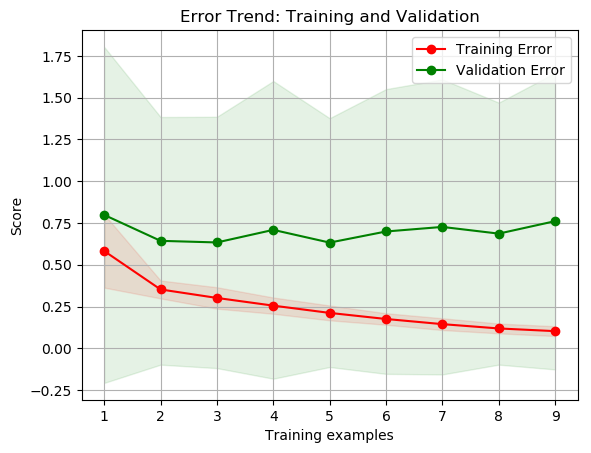 Error Trend: Training and Validation
Training Error
Validation Error
Score
1.75
1.50
1.25
1.00
0.75
0.50
0.25
0.00
−0.25
1 2 3 4 5 6 7 8 9
Training examples